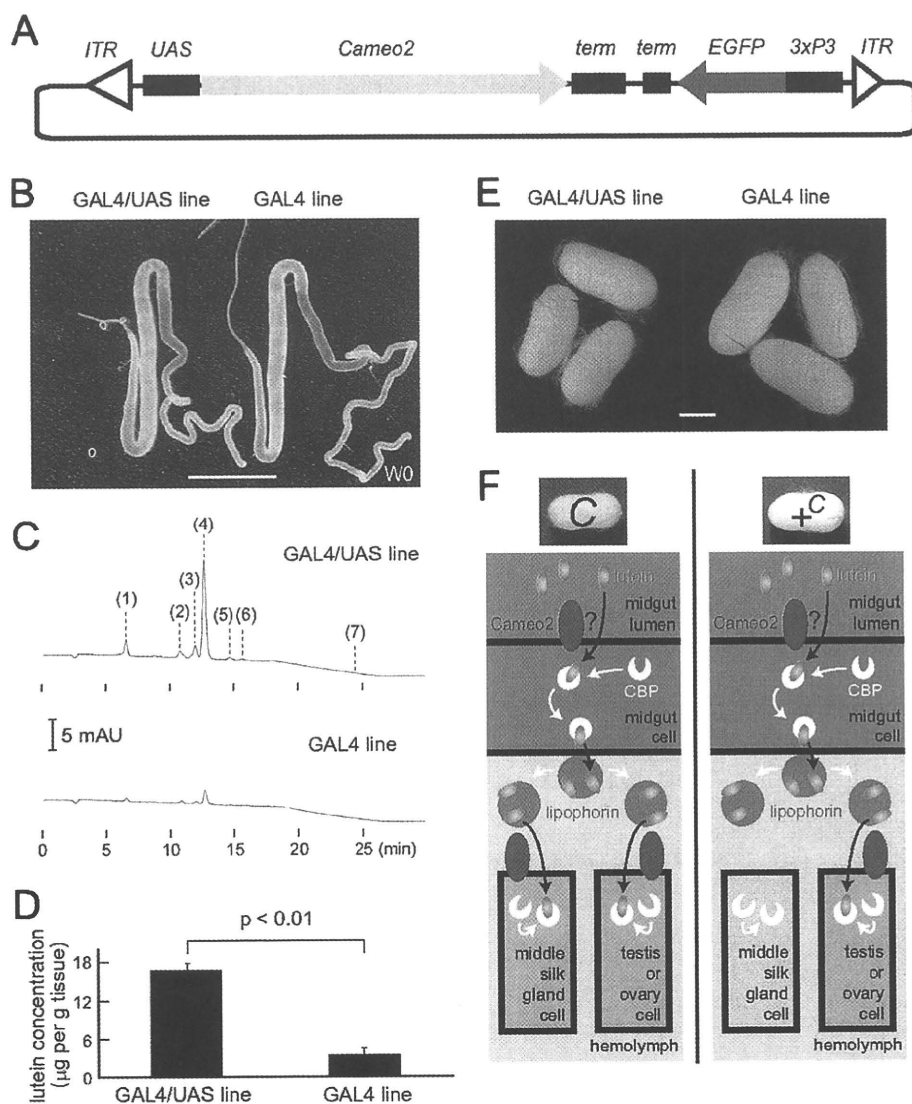 A
ITR UAS Cameo2 term term EGFP 3xP3 ITR
B
GAL4/UAS line GAL4 line
W0
C
(1) (2) (3) (4) (5) (6) (7)
GAL4/UAS line
5 mAU
GAL4 line
0 5 10 15 20 25 (min)
D
p < 0.01
lutein concentration
(μg per g tissue)
18
12
6
0
GAL4/UAS line GAL4 line
E
GAL4/UAS line GAL4 line
F
C
lutein
Cameo2 ?
midgut
lumen
CBP
midgut
cell
lipophorin
middle
silk
gland
cell
testis
or
ovary
cell
hemolymph
+C
lutein
Cameo2 ?
midgut
lumen
CBP
midgut
cell
lipophorin
middle
silk
gland
cell
testis
or
ovary
cell
hemolymph